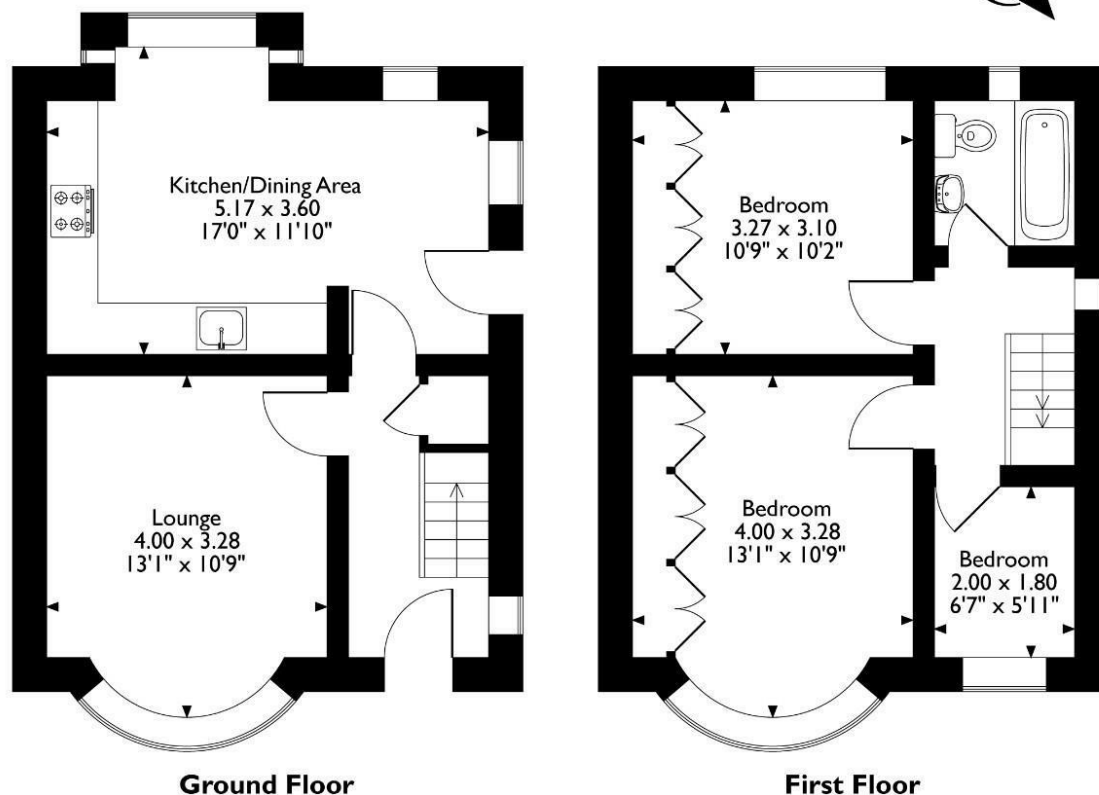 Kitchen/Dining Area
5.17 x 3.60
17'0" x 11'10"
Lounge
4.00 x 3.28
13'1" x 10'9"
Ground Floor
Bedroom
3.27 x 3.10
10'9" x 10'2"
Bedroom
4.00 x 3.28
13'1" x 10'9"
Bedroom
2.00 x 1.80
6'7" x 5'11"
First Floor